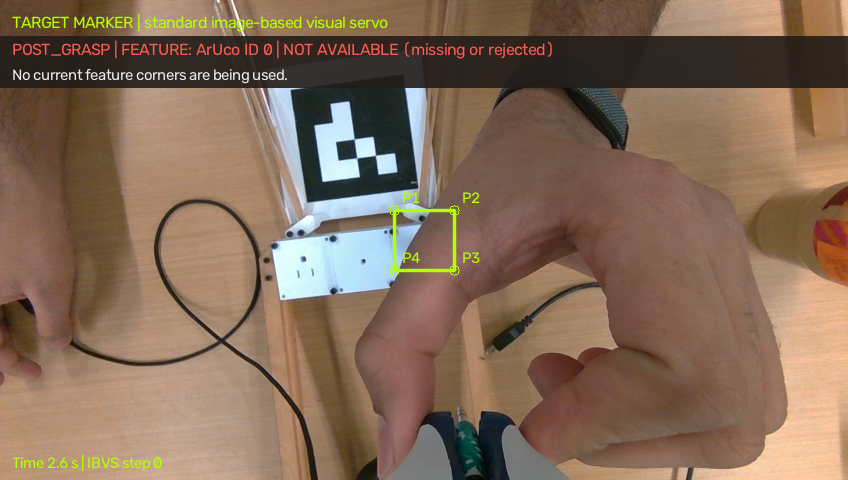 TARGET MARKER | standard image-based visual servo
POST_GRASP | FEATURE: ArUco ID 0 | NOT AVAILABLE (missing or rejected)
No current feature corners are being used.
P1 P2
P4 P3
Time 2.6 s | IBVS step 0